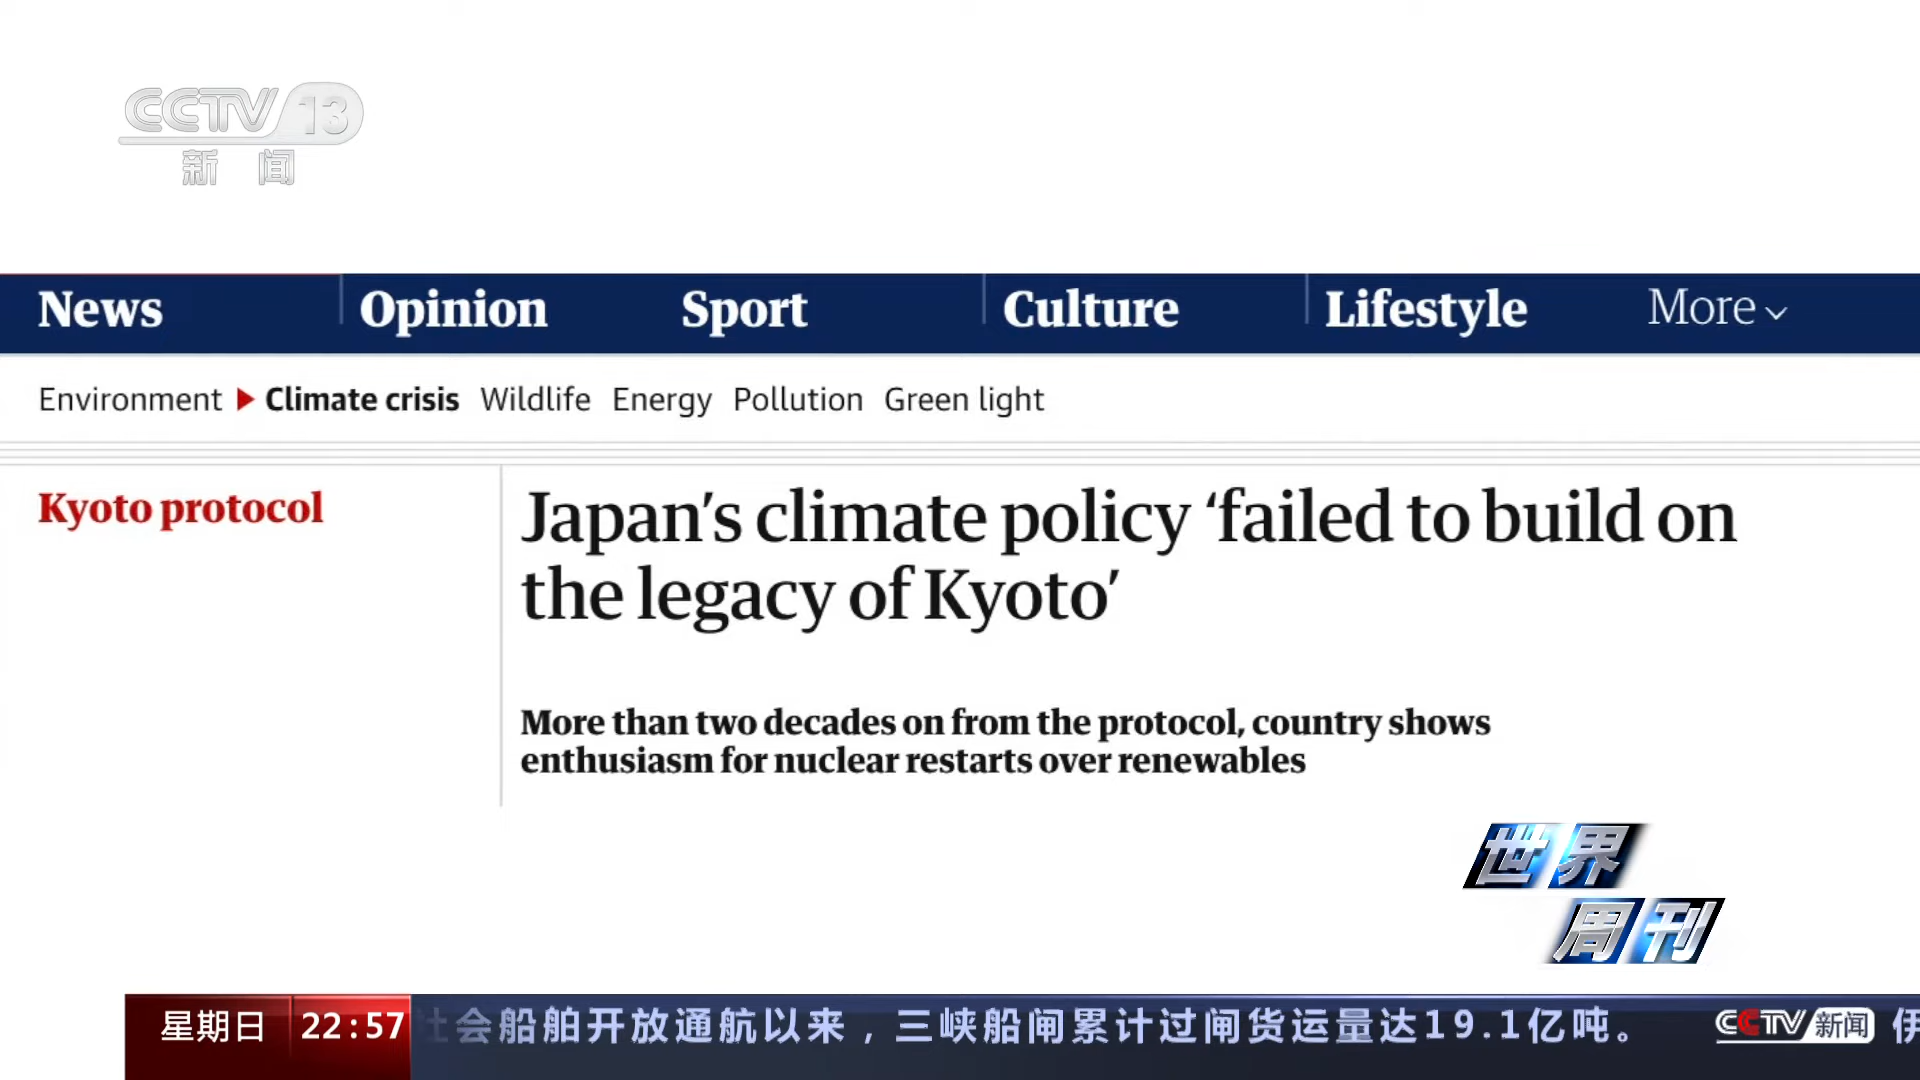 CCTV 13
新闻
News Opinion Sport Culture Lifestyle More
Environment Climate crisis Wildlife Energy Pollution Green light
Kyoto protocol
Japan’s climate policy ‘failed to build on
the legacy of Kyoto’
More than two decades on from the protocol, country shows
enthusiasm for nuclear restarts over renewables
世界
周刊
星期日 22:57 社会船舶开放通航以来，三峡船闸累计过闸货运量达19.1亿吨。 CCTV 新闻 伊